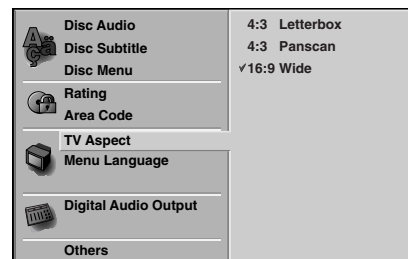 Disc Audio
Disc Subtitle
Disc Menu
Rating
Area Code
TV Aspect
Menu Language
Digital Audio Output
Others
4:3 Letterbox
4:3 Panscan
✓16:9 Wide